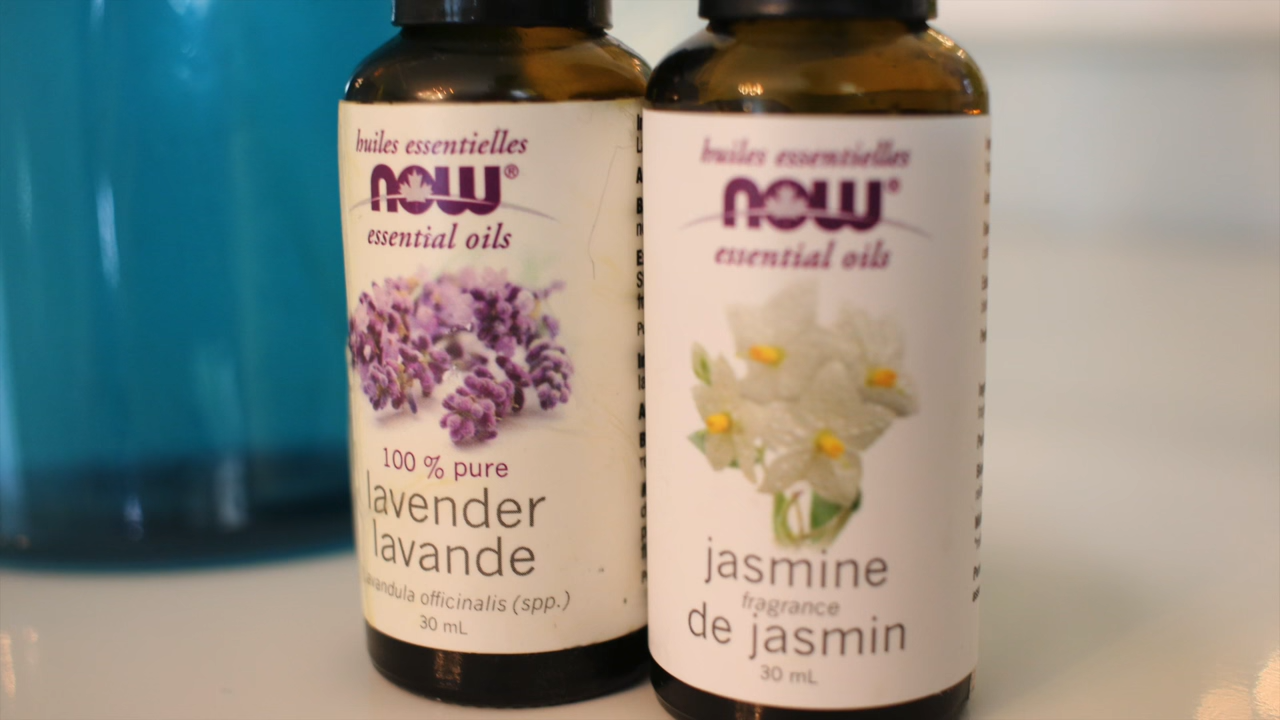 huiles essentielles
now®
essential oils
100 % pure
lavender
lavande
Lavandula officinalis (spp.)
30 mL
huiles essentielles
now®
essential oils
jasmine
fragrance
de jasmin
30 mL